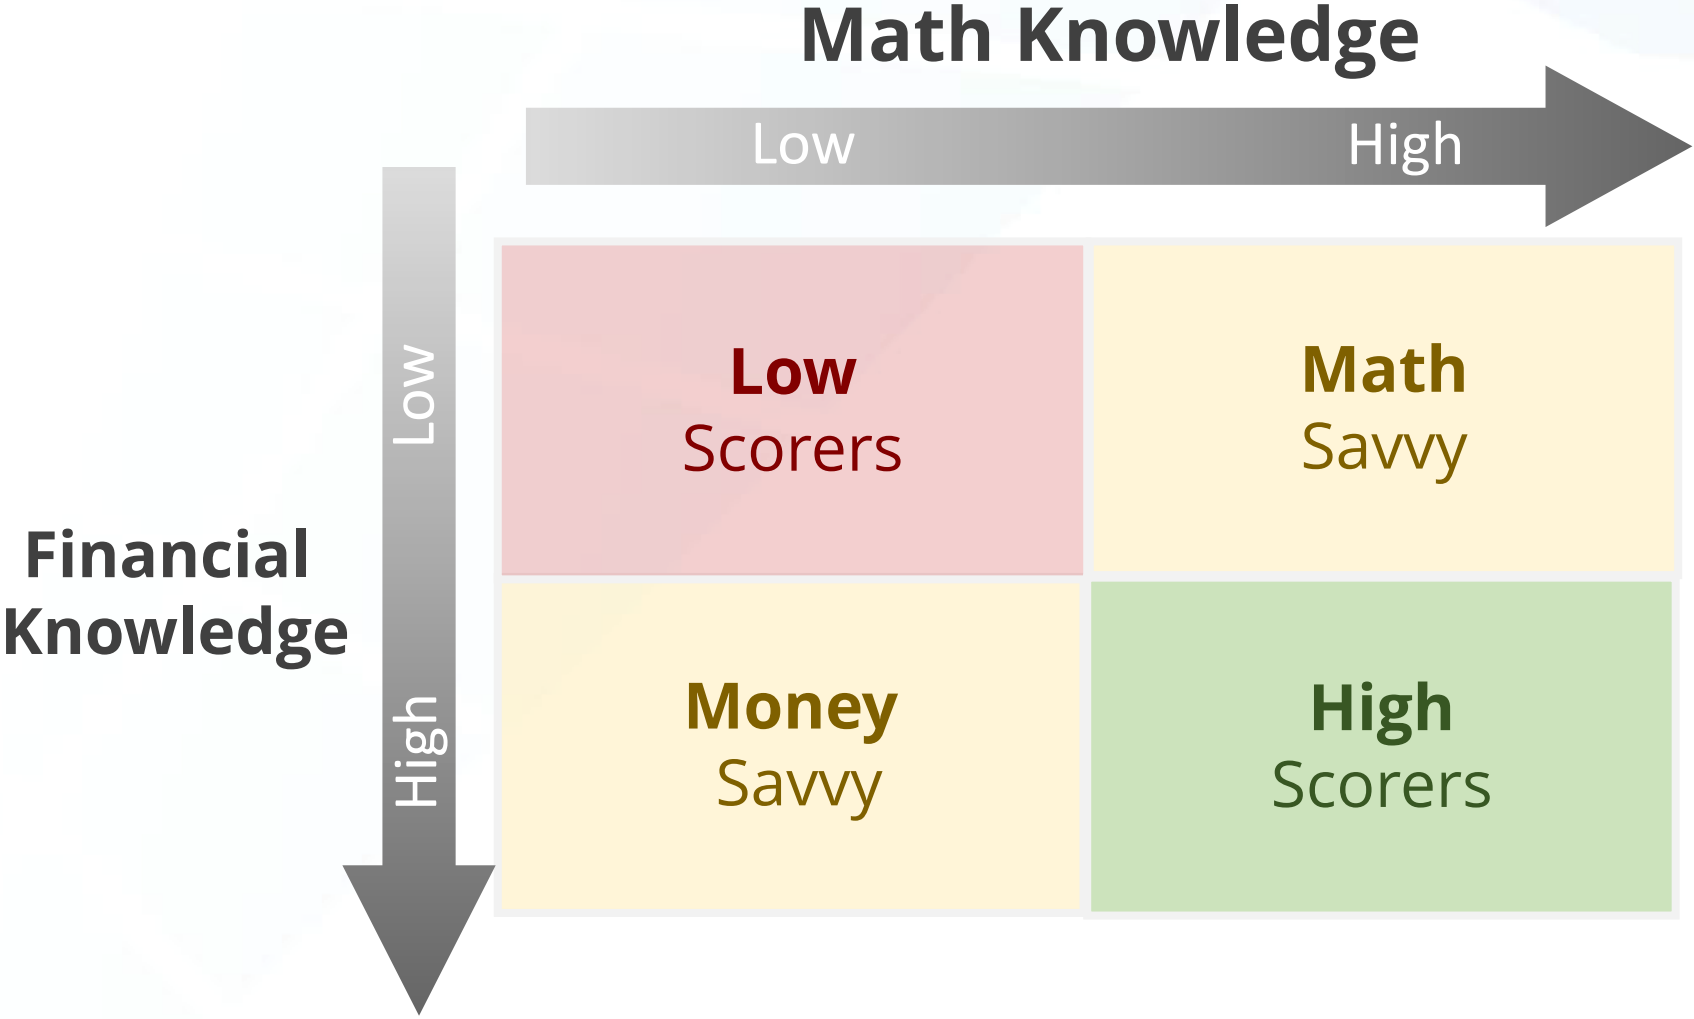 Math Knowledge
Low
High
Low
Scorers
Math
Savvy
Low
Financial
Knowledge
High
Money
Savvy
High
Scorers